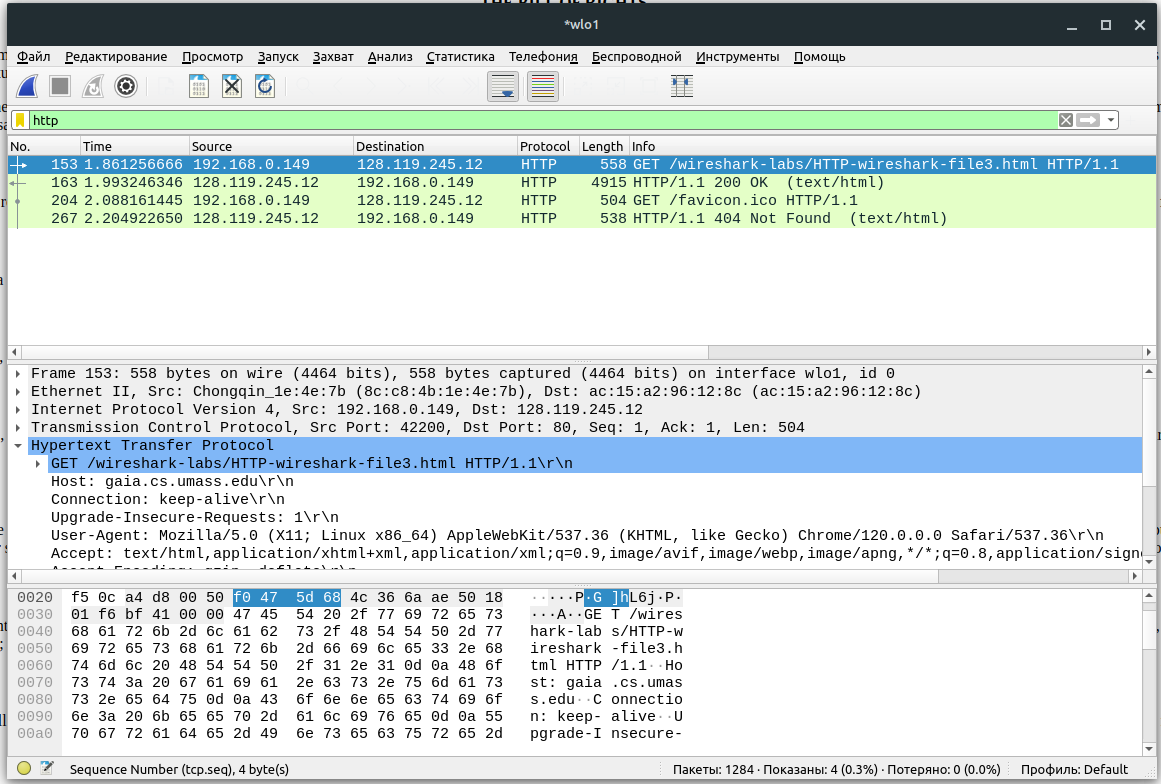 *wlo1
Файл Редактирование Просмотр Запуск Захват Анализ Статистика Телефония Беспроводной Инструменты Помощь
http
No. Time Source Destination Protocol Length Info
153 1.861256666 192.168.0.149 128.119.245.12 HTTP 558 GET /wireshark-labs/HTTP-wireshark-file3.html HTTP/1.1
163 1.993246346 128.119.245.12 192.168.0.149 HTTP 4915 HTTP/1.1 200 OK  (text/html)
204 2.088161445 192.168.0.149 128.119.245.12 HTTP 504 GET /favicon.ico HTTP/1.1
267 2.204922650 128.119.245.12 192.168.0.149 HTTP 538 HTTP/1.1 404 Not Found  (text/html)
Frame 153: 558 bytes on wire (4464 bits), 558 bytes captured (4464 bits) on interface wlo1, id 0
Ethernet II, Src: Chongqin_1e:4e:7b (8c:c8:4b:1e:4e:7b), Dst: ac:15:a2:96:12:8c (ac:15:a2:96:12:8c)
Internet Protocol Version 4, Src: 192.168.0.149, Dst: 128.119.245.12
Transmission Control Protocol, Src Port: 42200, Dst Port: 80, Seq: 1, Ack: 1, Len: 504
Hypertext Transfer Protocol
GET /wireshark-labs/HTTP-wireshark-file3.html HTTP/1.1\r\n
Host: gaia.cs.umass.edu\r\n
Connection: keep-alive\r\n
Upgrade-Insecure-Requests: 1\r\n
User-Agent: Mozilla/5.0 (X11; Linux x86_64) AppleWebKit/537.36 (KHTML, like Gecko) Chrome/120.0.0.0 Safari/537.36\r\n
Accept: text/html,application/xhtml+xml,application/xml;q=0.9,image/avif,image/webp,image/apng,*/*;q=0.8,application/signe
0020 f5 0c a4 d8 00 50 f0 47 5d 68 4c 36 6a ae 50 18 ·····P·G ]hL6j·P·
0030 01 f6 bf 41 00 00 47 45 54 20 2f 77 69 72 65 73 ···A··GE T /wires
0040 68 61 72 6b 2d 6c 61 62 73 2f 48 54 54 50 2d 77 hark-lab s/HTTP-w
0050 69 72 65 73 68 61 72 6b 2d 66 69 6c 65 33 2e 68 ireshark -file3.h
0060 74 6d 6c 20 48 54 54 50 2f 31 2e 31 0d 0a 48 6f tml HTTP /1.1··Ho
0070 73 74 3a 20 67 61 69 61 2e 63 73 2e 75 6d 61 73 st: gaia .cs.umas
0080 73 2e 65 64 75 0d 0a 43 6f 6e 6e 65 63 74 69 6f s.edu··C onnectio
0090 6e 3a 20 6b 65 65 70 2d 61 6c 69 76 65 0d 0a 55 n: keep- alive··U
00a0 70 67 72 61 64 65 2d 49 6e 73 65 63 75 72 65 2d pgrade-I nsecure-
Sequence Number (tcp.seq), 4 byte(s) Пакеты: 1284 · Показаны: 4 (0.3%) · Потеряно: 0 (0.0%) Профиль: Default